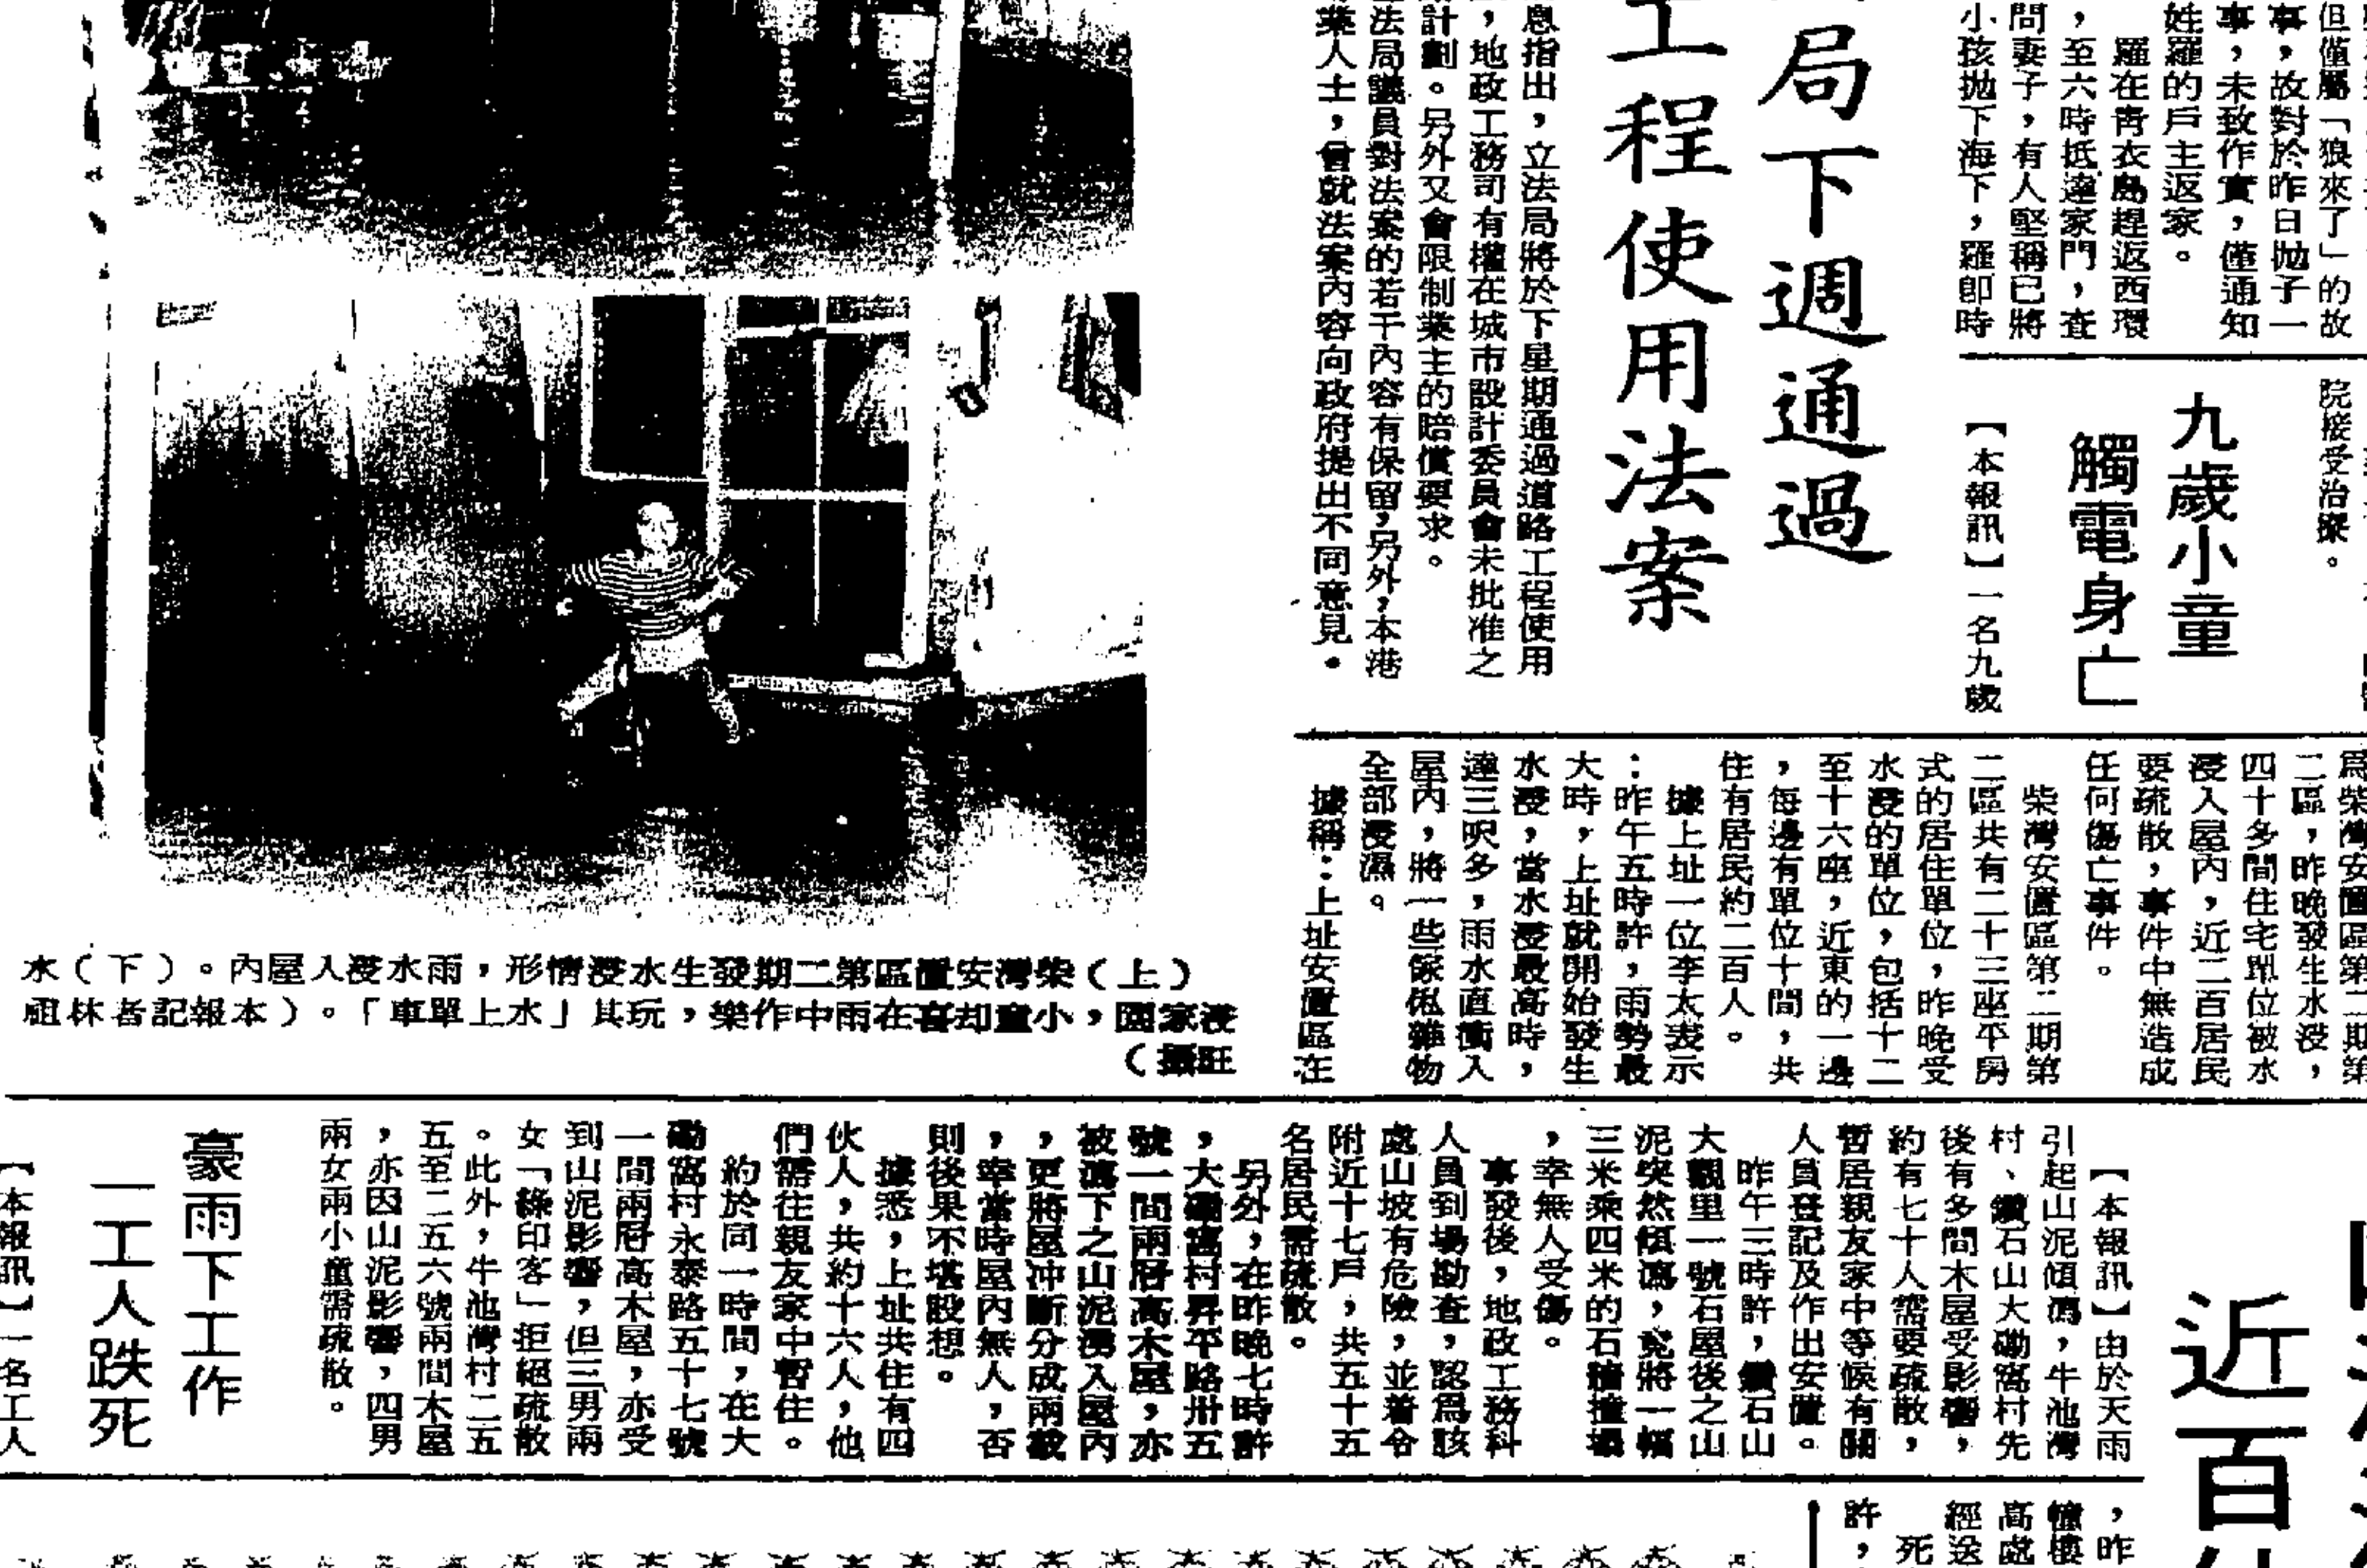 但僅屬「狼來了」的故
事，故對於昨日拋子一
事，未致作實，僅通知
姓羅的戶主返家。
羅在靑衣島趕返西環
，至六時抵達家門，查
問妻子，有人堅稱已將
小孩拋下海下，羅即時
局下週通過
工程使用法案
息指出，立法局將於下星期通過道路工程使用
，地政工務司有權在城市設計委員會未批准之
計劃。另外又會限制業主的賠償要求。
法局議員對法案的若干內容有保留，另外，本港
業人士，曾就法案內容向政府提出不同意見。
院接受治療。
九歲小童
觸電身亡
【本報訊】一名九歲
爲柴灣安置區第二期第
二區，昨晚發生水浸，
四十多間住宅單位被水
浸入屋內，近二百居民
要疏散，事件中無造成
任何傷亡事件。
柴灣安置區第二期第
二區共有二十三座平房
式的居住單位，昨晚受
水浸的單位，包括十二
至十六座，近東的一邊
，每邊有單位十間，共
住有居民約二百人。
據上址一位李太表示
：昨午五時許，雨勢最
大時，上址就開始發生
水浸，當水浸最高時，
達三呎多，雨水直衝入
屋內，將一些傢俬雜物
全部浸濕。
據稱：上址安置區在
（上）柴灣安置區第二期發生水浸情形，雨水浸入屋內。（下）水
浸家園，小童却喜在雨中作樂，玩其「水上單車」。（本報記者林祖
旺攝）
近百
【本報訊】由於天雨
引起山泥傾瀉，牛池灣
村、鑽石山大磡窩村先
後有多間木屋受影響，
約有七十人需要疏散，
暫居親友家中等候有關
人員登記及作出安置。
昨午三時許，鑽石山
大觀里一號石屋後之山
泥突然傾瀉，竟將一幅
三米乘四米的石牆撞塌
，幸無人受傷。
事發後，地政工務科
人員到場勘查，認爲該
處山坡有危險，並着令
附近十七戶，共五十五
名居民需疏散。
另外，在昨晚七時許
，大磡窩村昇平路卅五
號一間兩層高木屋，亦
被瀉下之山泥湧入屋內
，更將屋冲斷分成兩截
，幸當時屋內無人，否
則後果不堪設想。
據悉，上址共住有四
伙人，共約十六人，他
們需往親友家中暫住。
約於同一時間，在大
磡窩村永泰路五十七號
一間兩層高木屋，亦受
到山泥影響，但三男兩
女「綠印客」拒絕疏散
。此外，牛池灣村二五
五至二五六號兩間木屋
，亦因山泥影響，四男
兩女兩小童需疏散。
豪雨下工作
一工人跌死
【本報訊】一名工人
，昨
高處
經送
死
許，